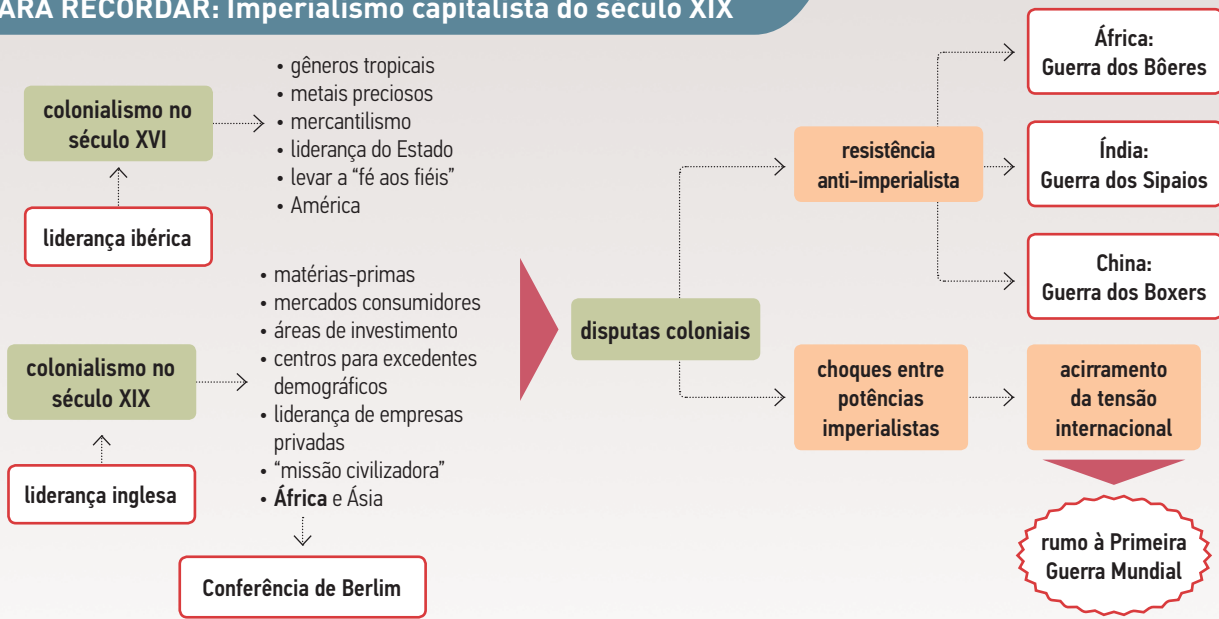 ARA RECORDAR: Imperialismo capitalista do século XIX
colonialismo no
século XVI
liderança ibérica
• gêneros tropicais
• metais preciosos
• mercantilismo
• liderança do Estado
• levar a “fé aos fiéis”
• América
colonialismo no
século XIX
liderança inglesa
• matérias-primas
• mercados consumidores
• áreas de investimento
• centros para excedentes
demográficos
• liderança de empresas
privadas
• “missão civilizadora”
• África e Ásia
Conferência de Berlim
disputas coloniais
resistência
anti-imperialista
África:
Guerra dos Bôeres
Índia:
Guerra dos Sipaios
China:
Guerra dos Boxers
choques entre
potências
imperialistas
acirramento
da tensão
internacional
rumo à Primeira
Guerra Mundial